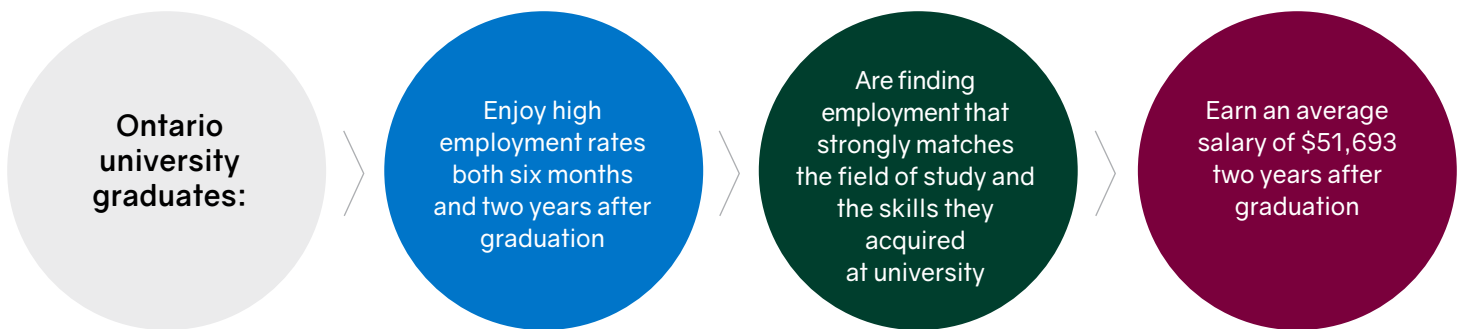 Ontario
university
graduates:
Enjoy high
employment rates
both six months
and two years after
graduation
Are finding
employment that
strongly matches
the field of study and
the skills they
acquired
at university
Earn an average
salary of $51,693
two years after
graduation